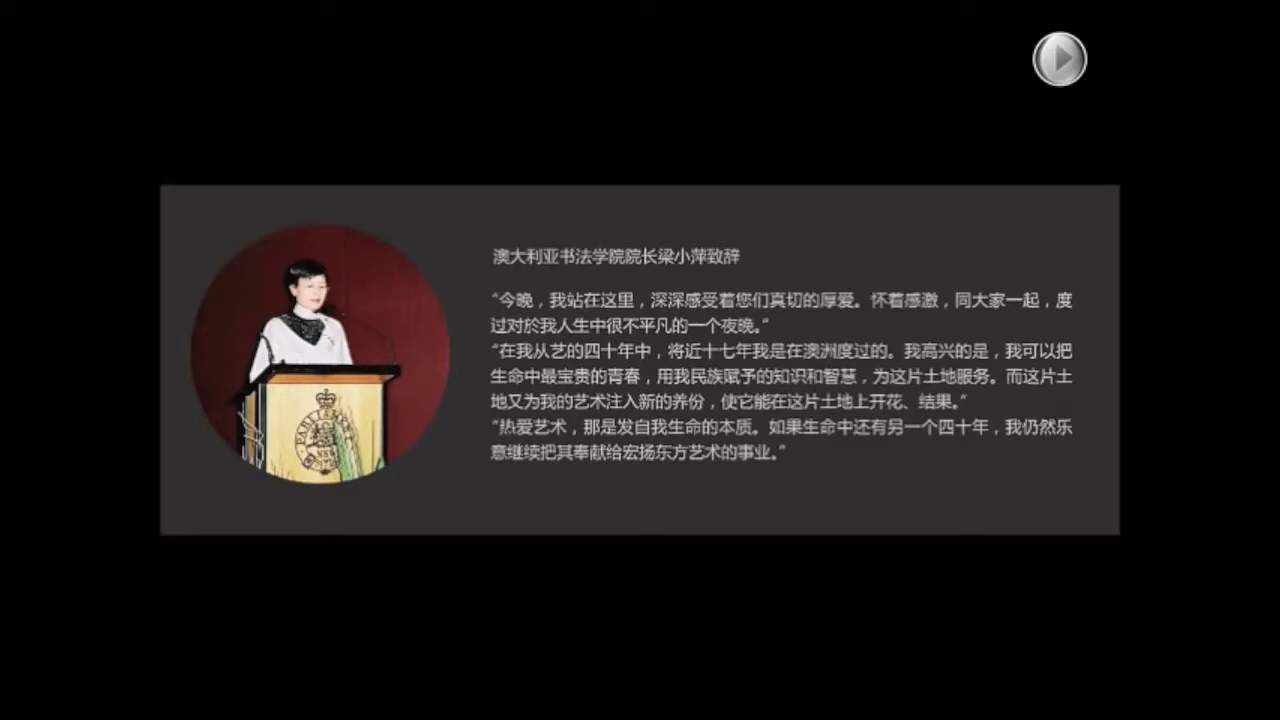 澳大利亚书法学院院长梁小萍致辞
“今晚，我站在这里，深深感受着您们真切的厚爱。怀着感激，同大家一起，度
过对於我人生中很不平凡的一个夜晚。”
“在我从艺的四十年中，将近十七年我是在澳洲度过的。我高兴的是，我可以把
生命中最宝贵的青春，用我民族赋予的知识和智慧，为这片土地服务。而这片土
地又为我的艺术注入新的养份，使它能在这片土地上开花、结果。”
“热爱艺术，那是发自我生命的本质。如果生命中还有另一个四十年，我仍然乐
意继续把其奉献给宏扬东方艺术的事业。”